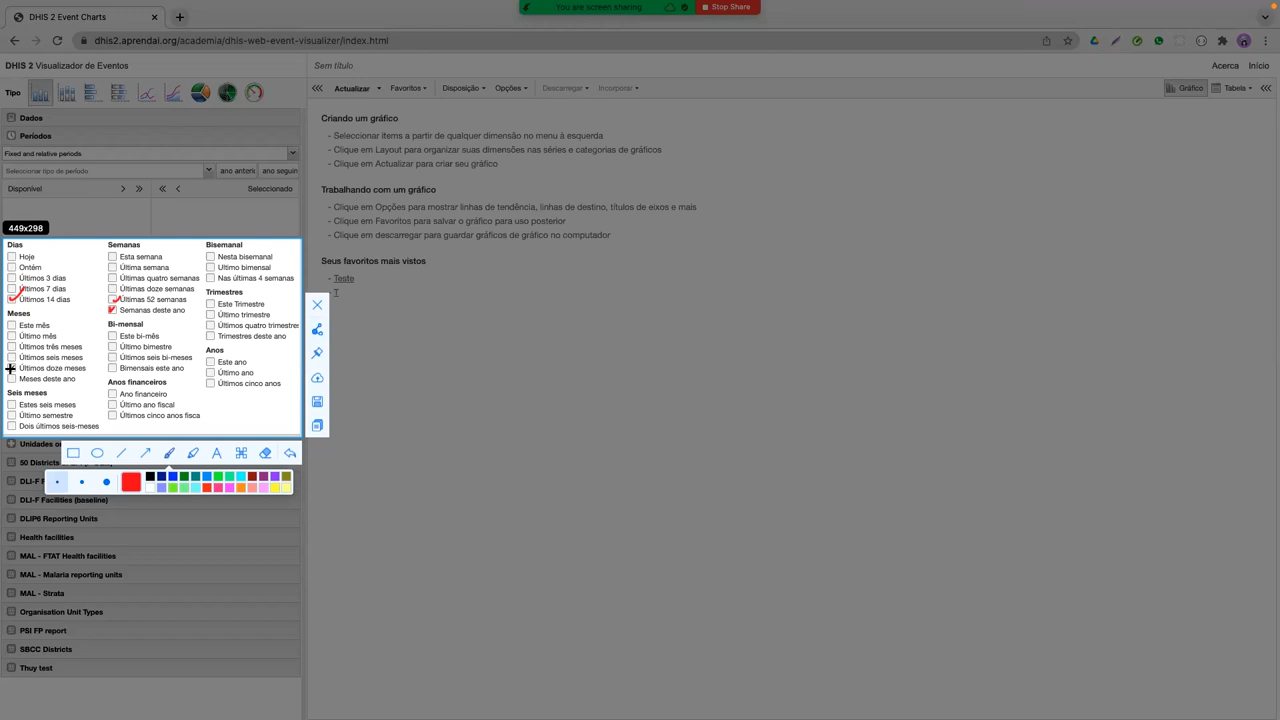 DHIS 2 Event Charts
You are screen sharing
Stop Share
dhis2.aprendai.org/academia/dhis-web-event-visualizer/index.html
DHIS 2 Visualizador de Eventos
Sem título
Acerca
Início
Tipo
Actualizar
Favoritos
Disposição
Opções
Descarregar
Incorporar
Gráfico
Tabela
Dados
Períodos
Fixed and relative periods
Seleccionar tipo de período
ano anteri
ano seguin
Disponível
Seleccionado
449x298
Dias
Hoje
Ontém
Últimos 3 dias
Últimos 7 dias
Últimos 14 dias
Meses
Este mês
Último mês
Últimos três meses
Últimos seis meses
Últimos doze meses
Meses deste ano
Seis meses
Estes seis meses
Último semestre
Dois últimos seis-meses
Semanas
Esta semana
Última semana
Últimas quatro semanas
Últimas doze semanas
Últimas 52 semanas
Semanas deste ano
Bi-mensal
Este bi-mês
Último bimestre
Últimos seis bi-meses
Bimensais este ano
Anos financeiros
Ano financeiro
Último ano fiscal
Últimos cinco anos fisca
Bisemanal
Nesta bisemanal
Ultimo bimensal
Nas últimas 4 semanas
Trimestres
Este Trimestre
Último trimestre
Últimos quatro trimestres
Trimestres deste ano
Anos
Este ano
Último ano
Últimos cinco anos
Criando um gráfico
- Seleccionar items a partir de qualquer dimensão no menu à esquerda
- Clique em Layout para organizar suas dimensões nas séries e categorias de gráficos
- Clique em Actualizar para criar seu gráfico
Trabalhando com um gráfico
- Clique em Opções para mostrar linhas de tendência, linhas de destino, títulos de eixos e mais
- Clique em Favoritos para salvar o gráfico para uso posterior
- Clique em descarregar para guardar gráficos de gráfico no computador
Seus favoritos mais vistos
- Teste
- T
A
Unidades o
50 Districts
DLI-F F
DLI-F Facilities (baseline)
DLIP6 Reporting Units
Health facilities
MAL - FTAT Health facilities
MAL - Malaria reporting units
MAL - Strata
Organisation Unit Types
PSI FP report
SBCC Districts
Thuy test